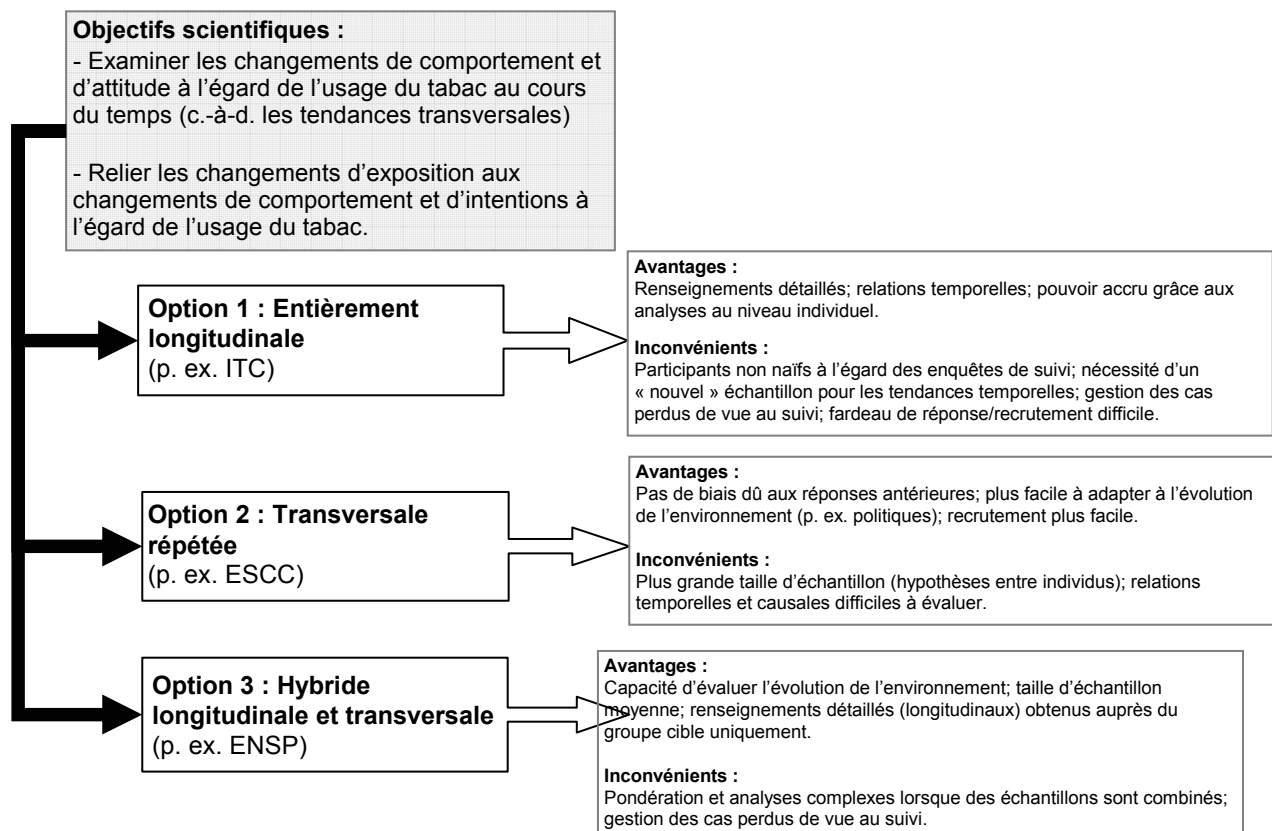 Objectifs scientifiques :
- Examiner les changements de comportement et
d’attitude à l’égard de l’usage du tabac au cours
du temps (c.-à-d. les tendances transversales)
- Relier les changements d’exposition aux
changements de comportement et d’intentions à
l’égard de l’usage du tabac.
Option 1 : Entièrement
longitudinale
(p. ex. ITC)
Avantages :
Renseignements détaillés; relations temporelles; pouvoir accru grâce aux
analyses au niveau individuel.
Inconvénients :
Participants non naïfs à l’égard des enquêtes de suivi; nécessité d’un
« nouvel » échantillon pour les tendances temporelles; gestion des cas
perdus de vue au suivi; fardeau de réponse/recrutement difficile.
Option 2 : Transversale
répétée
(p. ex. ESCC)
Avantages :
Pas de biais dû aux réponses antérieures; plus facile à adapter à l’évolution
de l’environnement (p. ex. politiques); recrutement plus facile.
Inconvénients :
Plus grande taille d’échantillon (hypothèses entre individus); relations
temporelles et causales difficiles à évaluer.
Option 3 : Hybride
longitudinale et transversale
(p. ex. ENSP)
Avantages :
Capacité d’évaluer l’évolution de l’environnement; taille d’échantillon
moyenne; renseignements détaillés (longitudinaux) obtenus auprès du
groupe cible uniquement.
Inconvénients :
Pondération et analyses complexes lorsque des échantillons sont combinés;
gestion des cas perdus de vue au suivi.